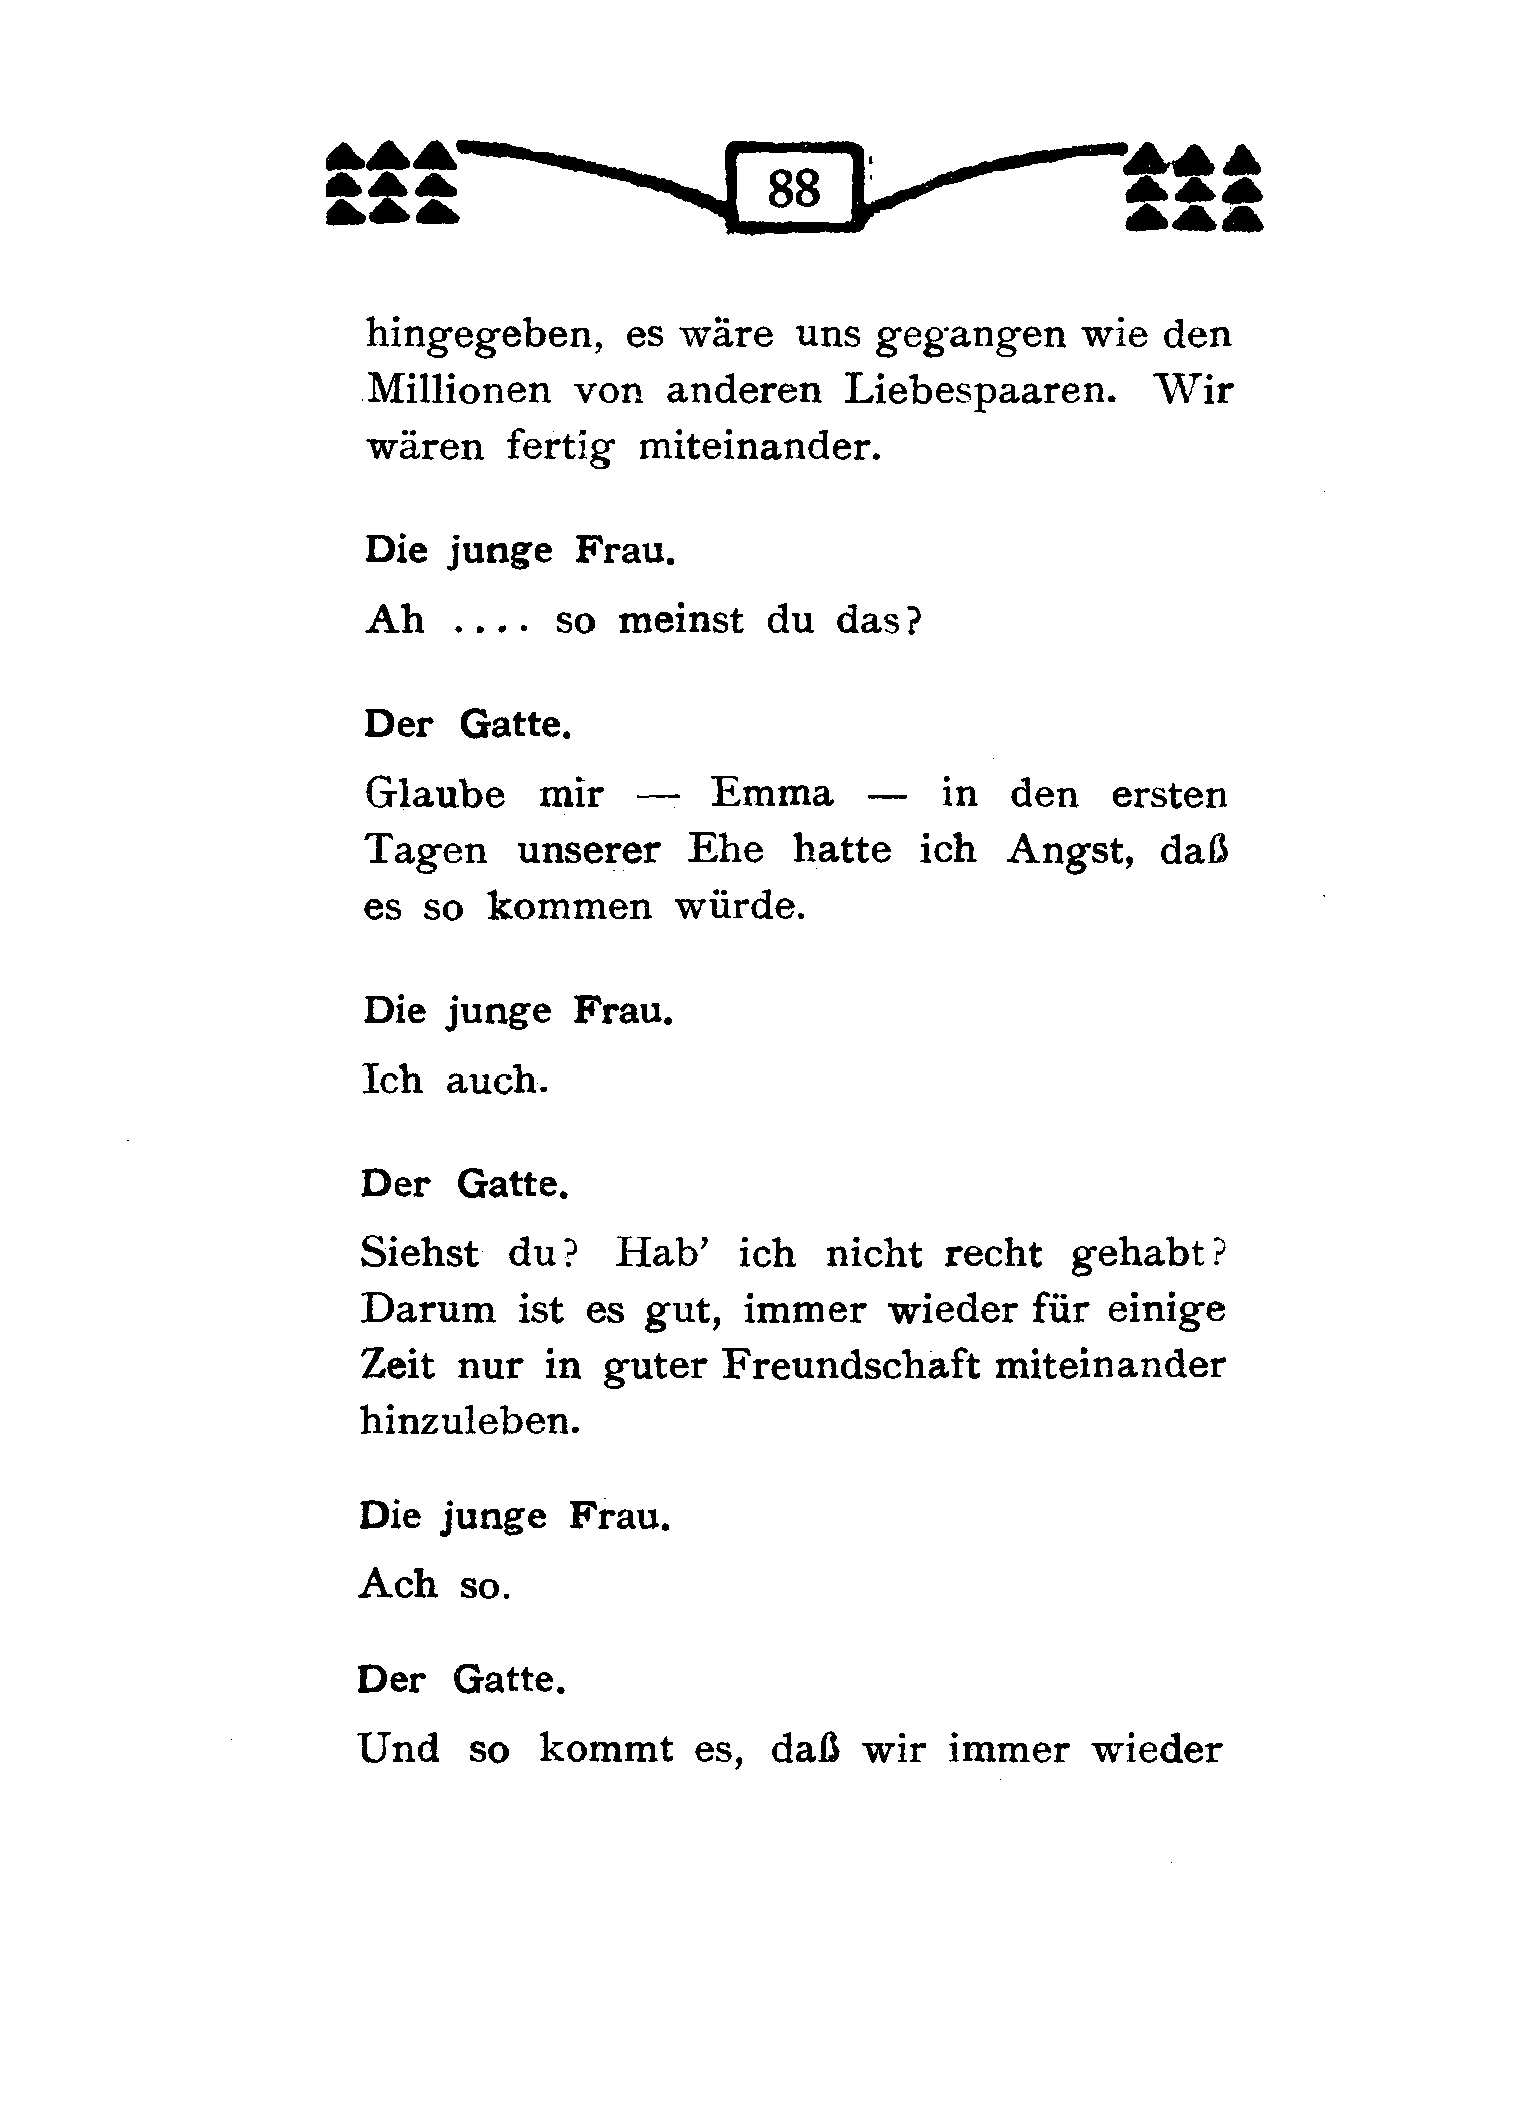 88
hingegeben, es wäre uns gegangen wie den
Millionen von anderen Liebespaaren. Wir
wären fertig miteinander.
Die junge Frau.
Ah .... so meinst du das?
Der Gatte.
Glaube mir — Emma — in den ersten
Tagen unserer Ehe hatte ich Angst, daß
es so kommen würde.
Die junge Frau.
Ich auch.
Der Gatte.
Siehst du? Hab’ ich nicht recht gehabt?
Darum ist es gut, immer wieder für einige
Zeit nur in guter Freundschaft miteinander
hinzuleben.
Die junge Frau.
Ach so.
Der Gatte.
Und so kommt es, daß wir immer wieder